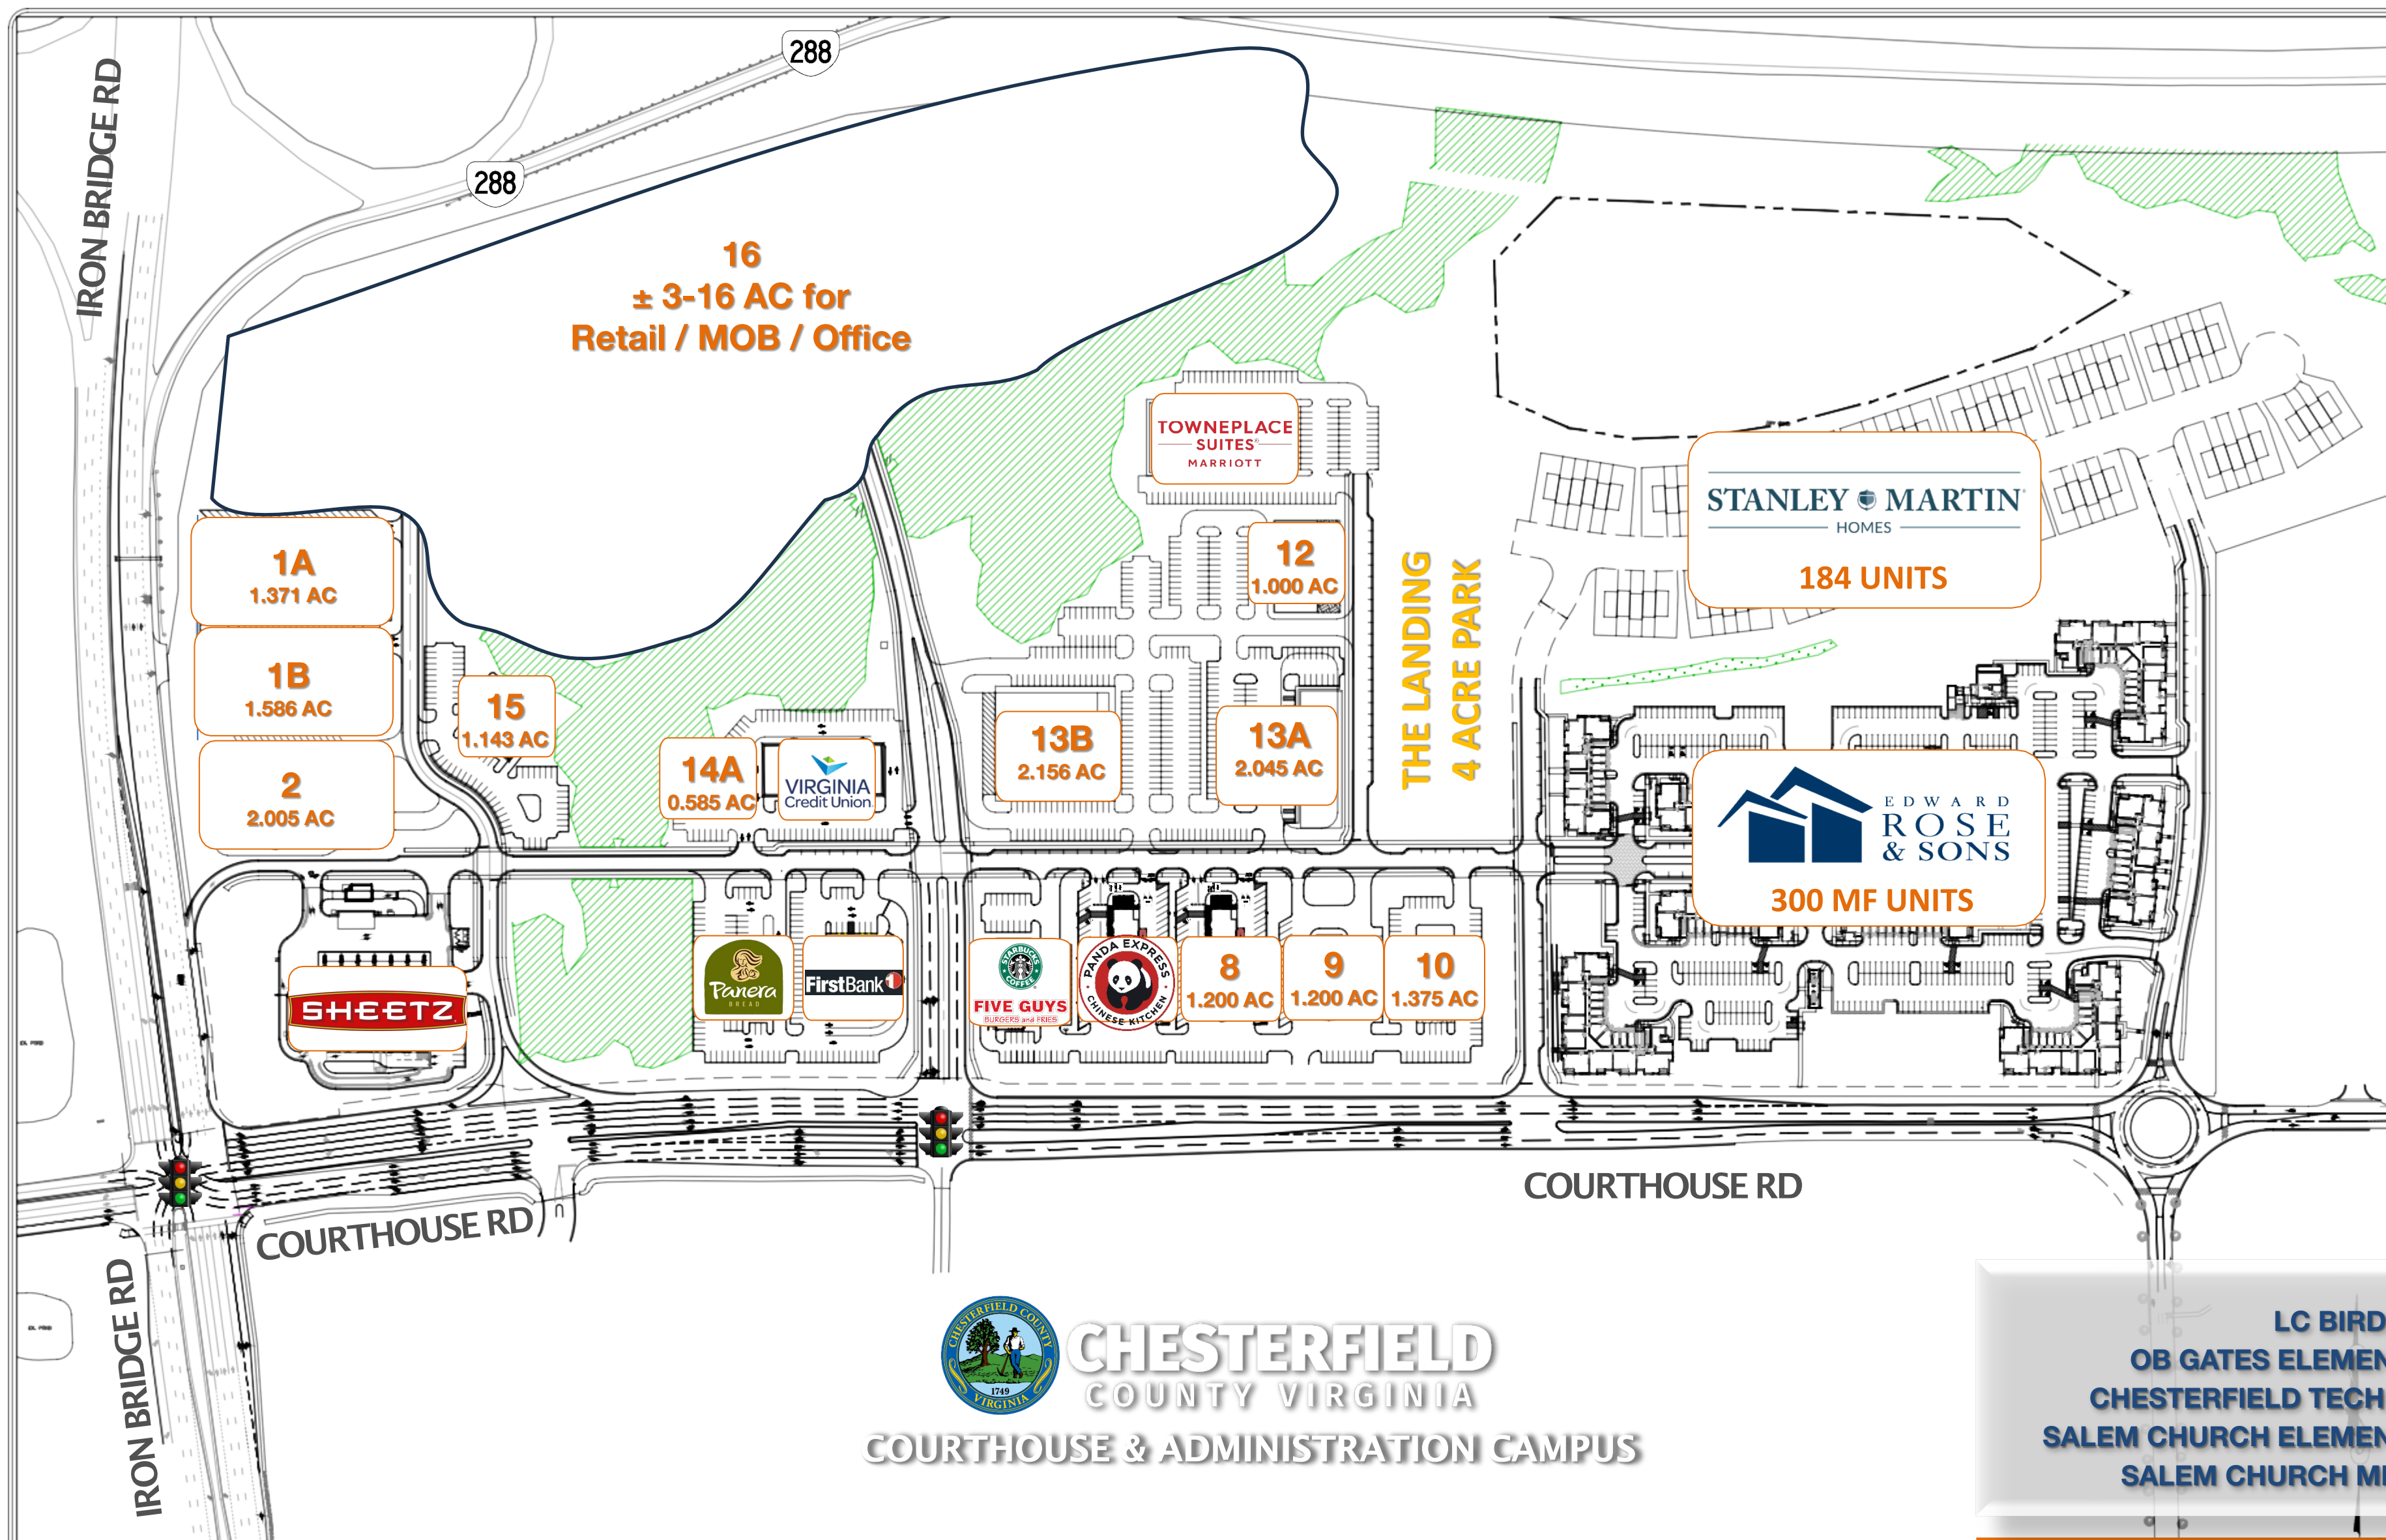 288
288
IRON BRIDGE RD
16
± 3-16 AC for
Retail / MOB / Office
TOWNEPLACE
SUITES
MARRIOTT
STANLEY MARTIN
HOMES
184 UNITS
1A
1.371 AC
12
1.000 AC
THE LANDING
4 ACRE PARK
1B
1.586 AC
15
1.143 AC
2
2.005 AC
14A
0.585 AC
VIRGINIA
Credit Union
13B
2.156 AC
13A
2.045 AC
EDWARD
ROSE
& SONS
300 MF UNITS
SHEETZ
Panera
BREAD
FirstBank 1
STARBUCKS
COFFEE
FIVE GUYS
BURGERS and FRIES
PANDA EXPRESS
CHINESE KITCHEN
8
1.200 AC
9
1.200 AC
10
1.375 AC
COURTHOUSE RD
COURTHOUSE RD
IRON BRIDGE RD
CHESTERFIELD COUNTY
1749
VIRGINIA
CHESTERFIELD
COUNTY VIRGINIA
COURTHOUSE & ADMINISTRATION CAMPUS
LC BIRD
OB GATES ELEMEN
CHESTERFIELD TECH
SALEM CHURCH ELEMEN
SALEM CHURCH MI